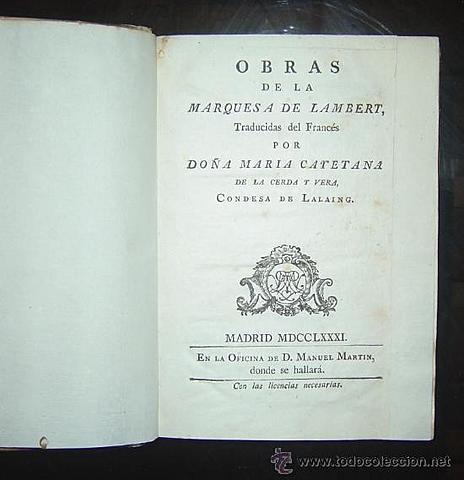 OBRAS
DE LA
MARQUESA DE LAMBERT,
Traducidas del Francés
POR
DOÑA MARIA CAYETANA
DE LA CERDA Y VERA,
CONDESA DE LALAING.
MADRID MDCCLXXXI.
EN LA OFICINA DE D. MANUEL MARTIN,
donde se hallará.
Con las licencias necesarias.
© www.todocoleccion.net